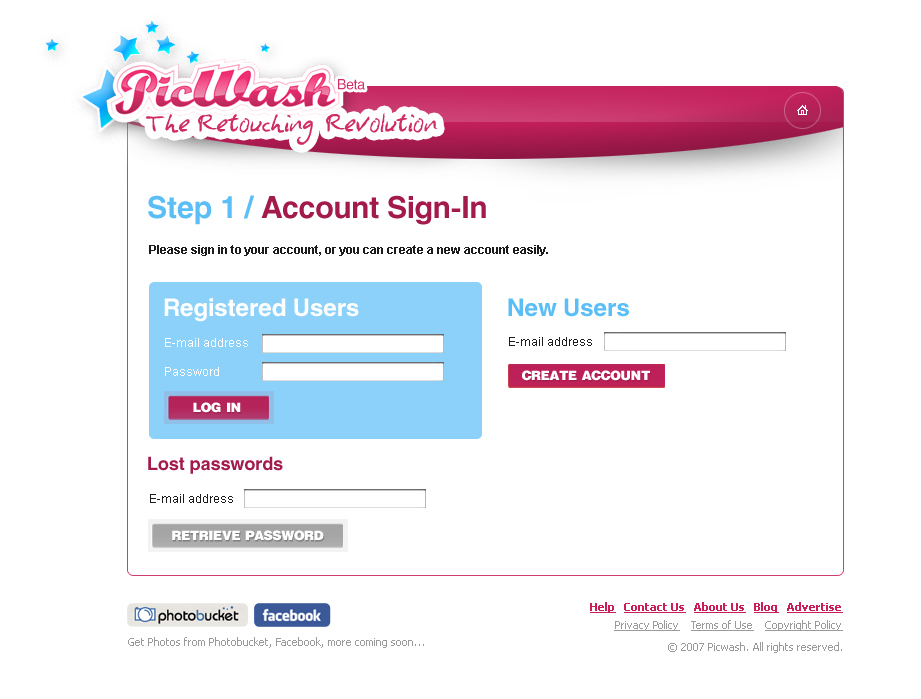 PicWash Beta
The Retouching Revolution
Step 1 / Account Sign-In
Please sign in to your account, or you can create a new account easily.
Registered Users
E-mail address
Password
LOG IN
New Users
E-mail address
CREATE ACCOUNT
Lost passwords
E-mail address
RETRIEVE PASSWORD
photobucket facebook
Get Photos from Photobucket, Facebook, more coming soon...
Help Contact Us About Us Blog Advertise
Privacy Policy Terms of Use Copyright Policy
© 2007 Picwash. All rights reserved.